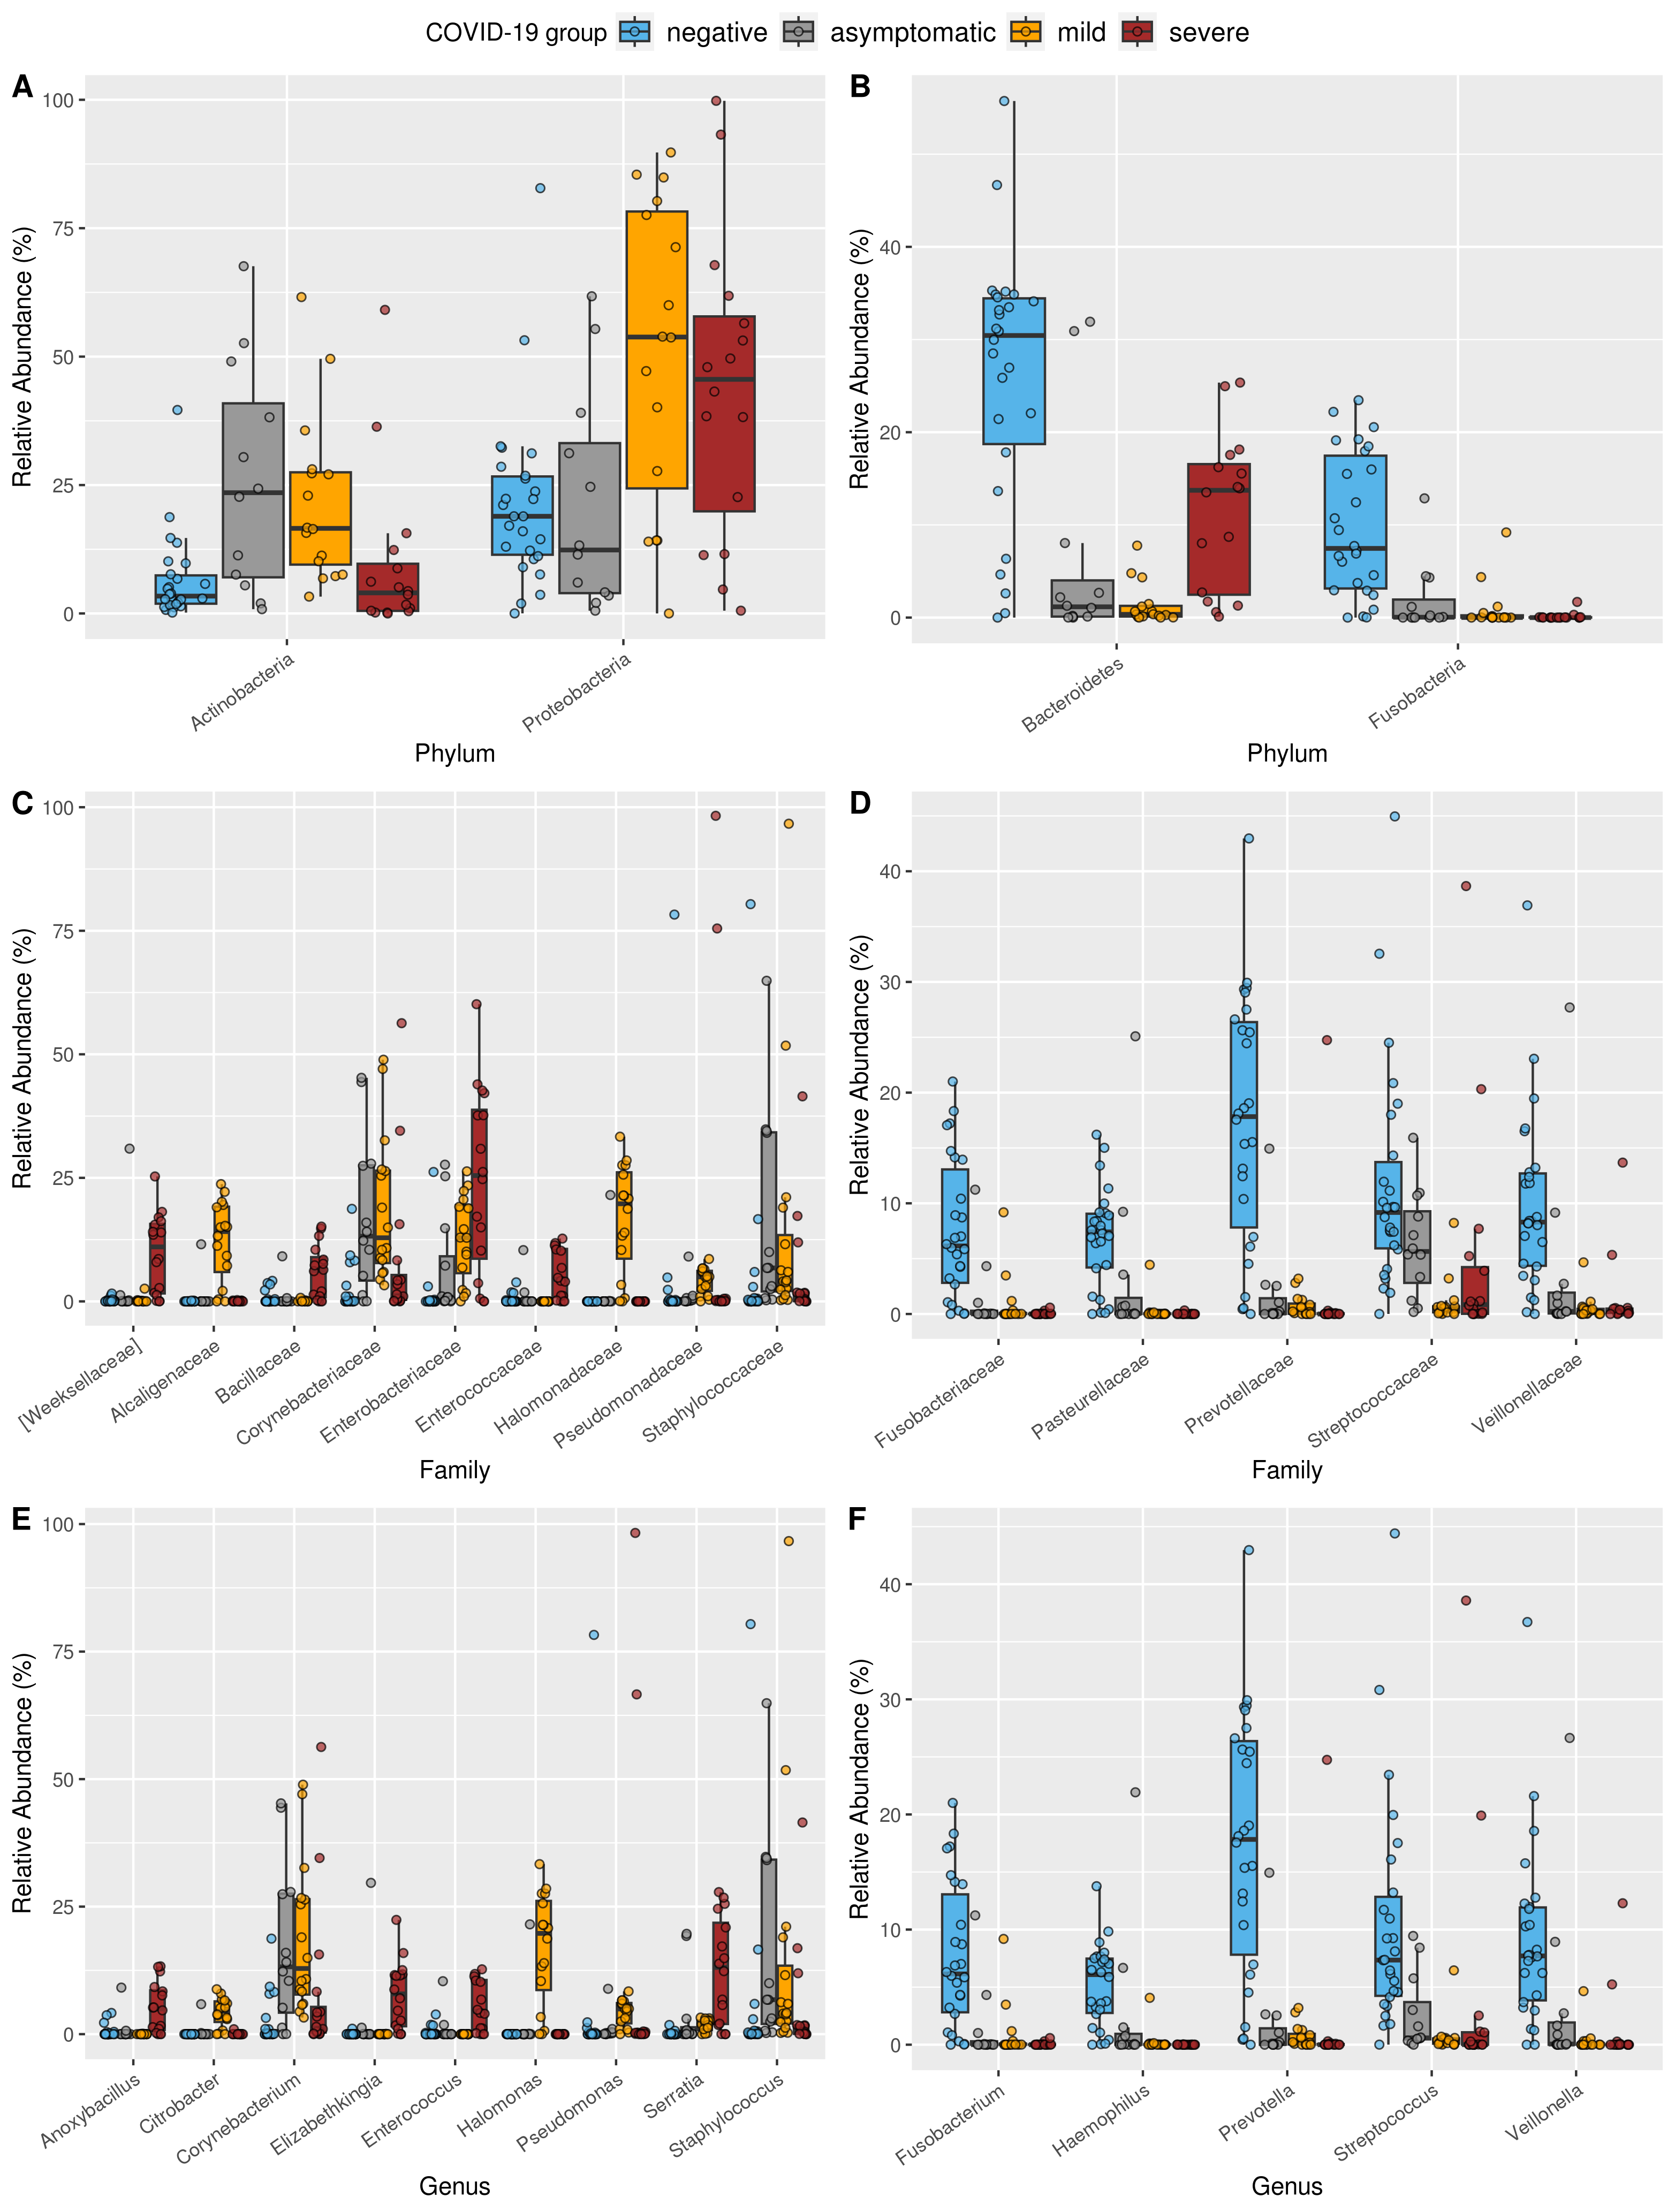 COVID-19 group negative asymptomatic mild severe
A
Relative Abundance (%)
100
75
50
25
0
Actinobacteria
Proteobacteria
Phylum
B
Relative Abundance (%)
40
20
0
Bacteroidetes
Fusobacteria
Phylum
C
Relative Abundance (%)
100
75
50
25
0
[Weeksellaceae]
Alcaligenaceae
Bacillaceae
Corynebacteriaceae
Enterobacteriaceae
Enterococcaceae
Halomonadaceae
Pseudomonadaceae
Staphylococcaceae
Family
D
Relative Abundance (%)
40
30
20
10
0
Fusobacteriaceae
Pasteurellaceae
Prevotellaceae
Streptococcaceae
Veillonellaceae
Family
E
Relative Abundance (%)
100
75
50
25
0
Anoxybacillus
Citrobacter
Corynebacterium
Elizabethkingia
Enterococcus
Halomonas
Pseudomonas
Serratia
Staphylococcus
Genus
F
Relative Abundance (%)
40
30
20
10
0
Fusobacterium
Haemophilus
Prevotella
Streptococcus
Veillonella
Genus